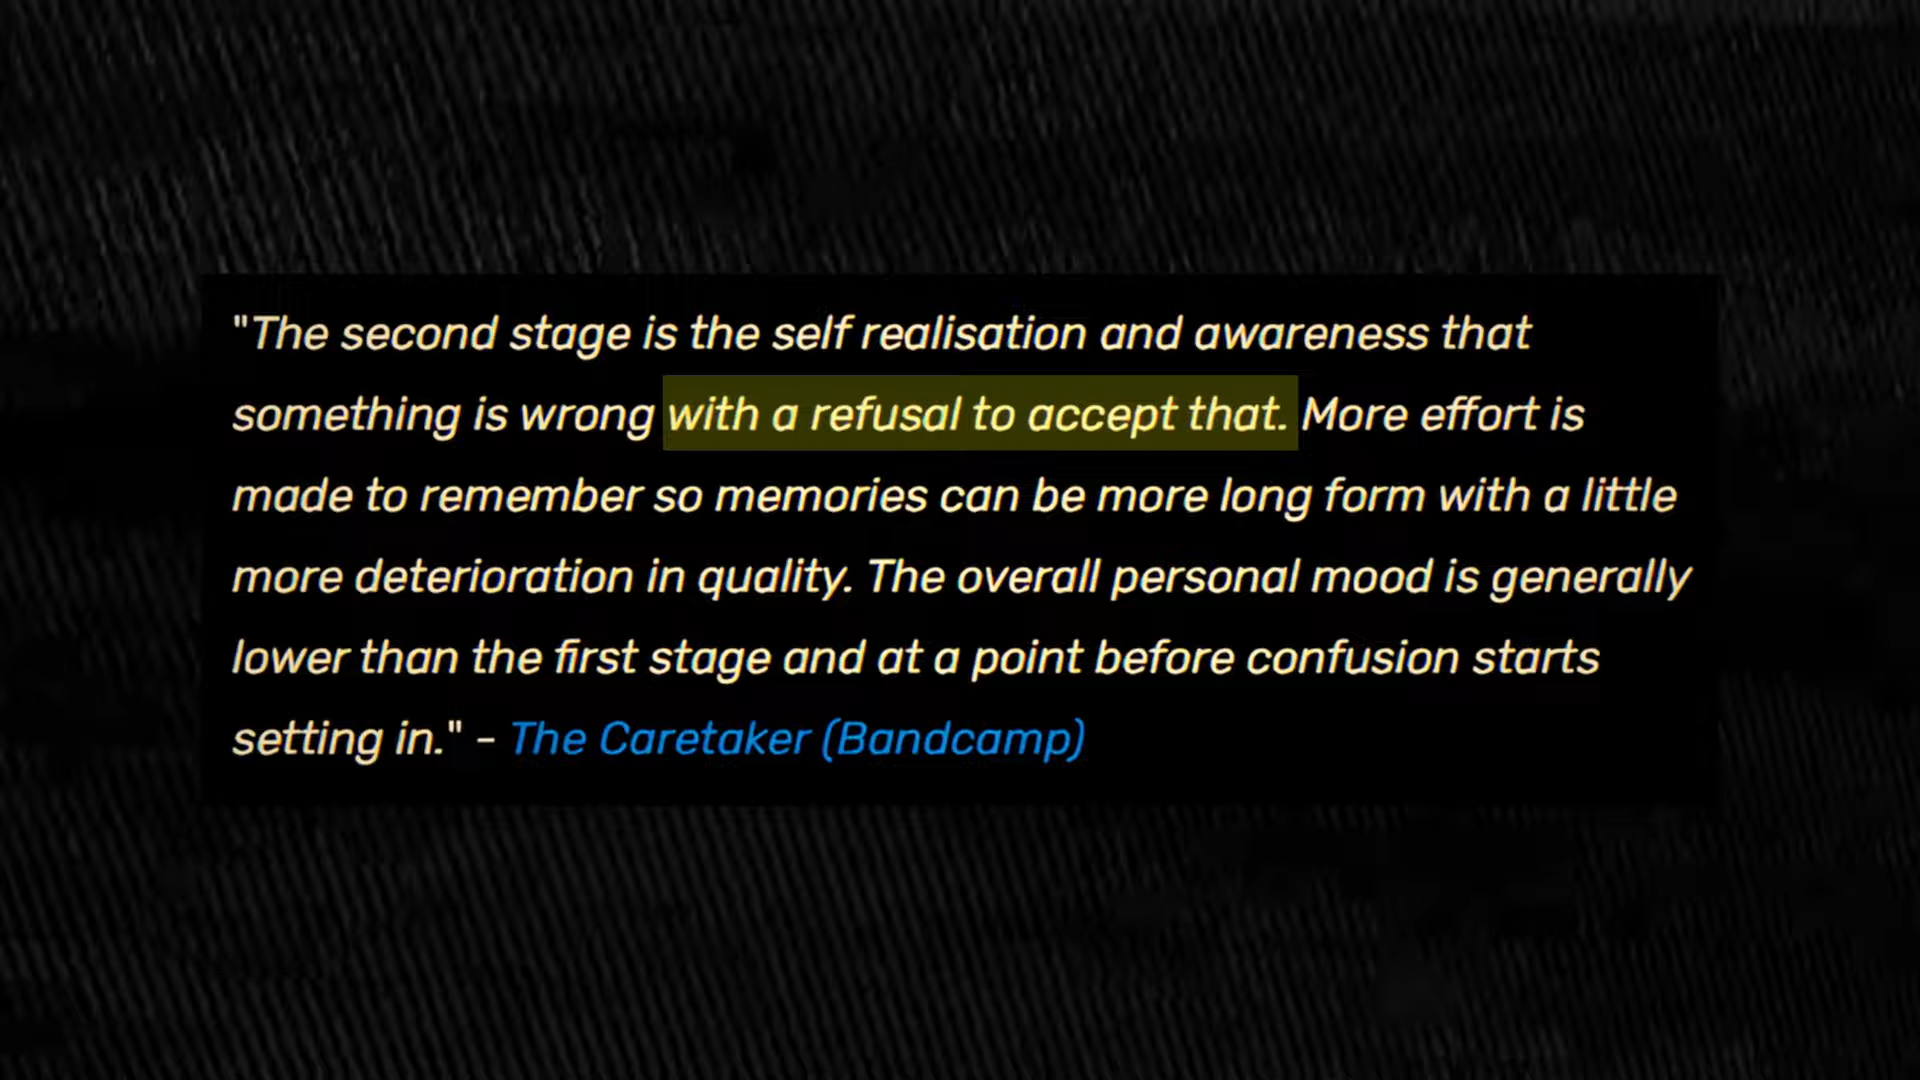 "The second stage is the self realisation and awareness that
something is wrong with a refusal to accept that. More effort is
made to remember so memories can be more long form with a little
more deterioration in quality. The overall personal mood is generally
lower than the first stage and at a point before confusion starts
setting in." - The Caretaker (Bandcamp)